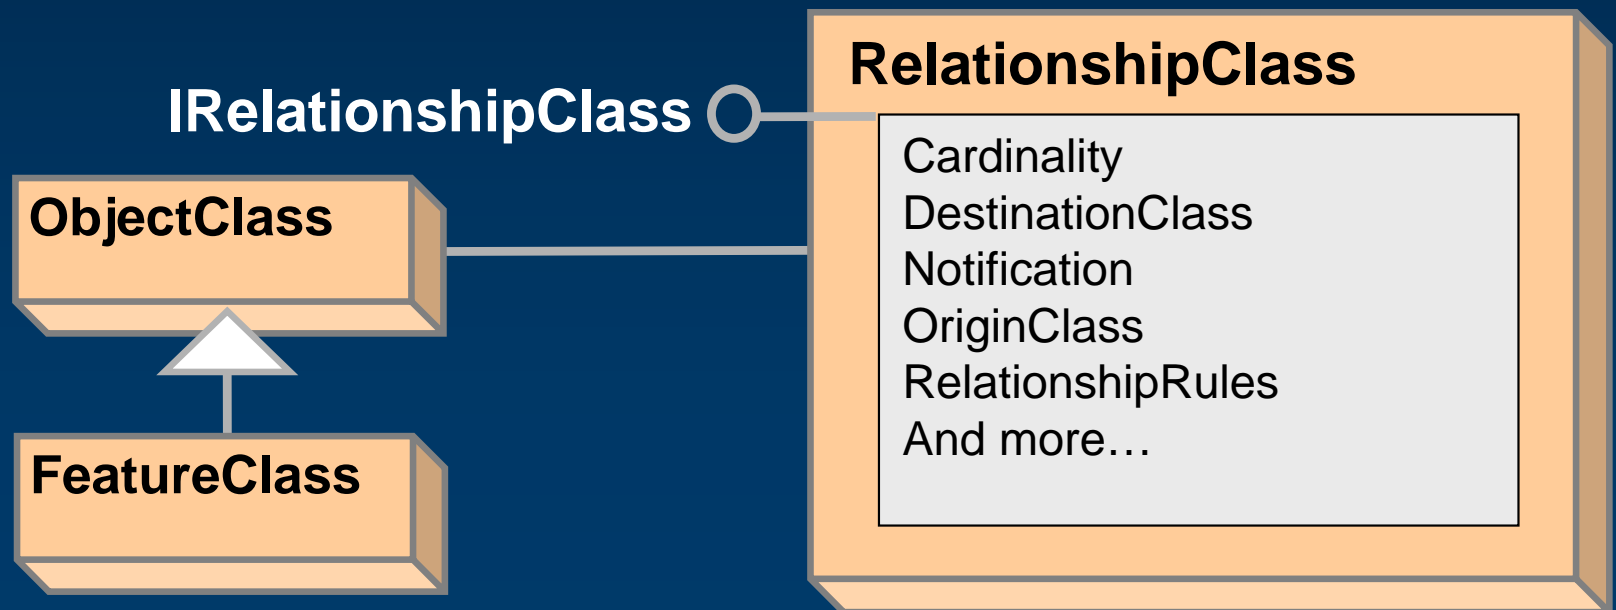 RelationshipClass
IRelationshipClass
Cardinality
DestinationClass
Notification
OriginClass
RelationshipRules
And more…
ObjectClass
FeatureClass